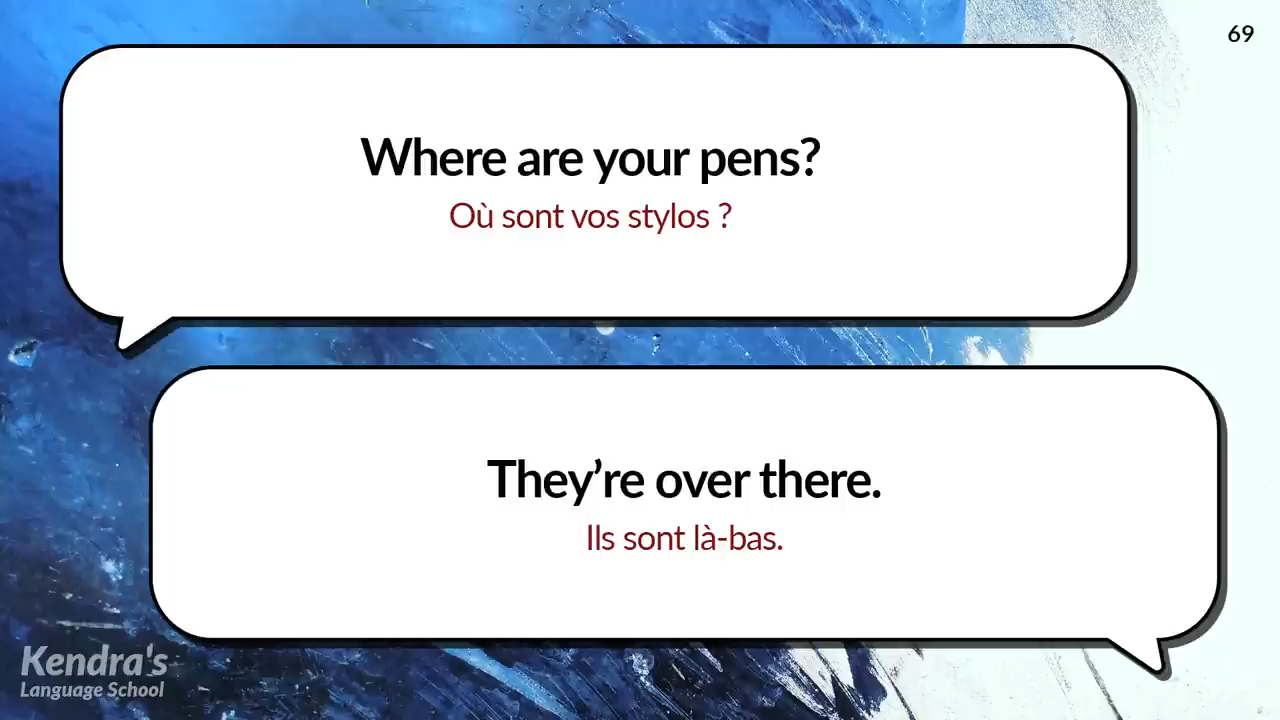 69
Where are your pens?
Où sont vos stylos ?
They’re over there.
Ils sont là-bas.
Kendra's
Language School